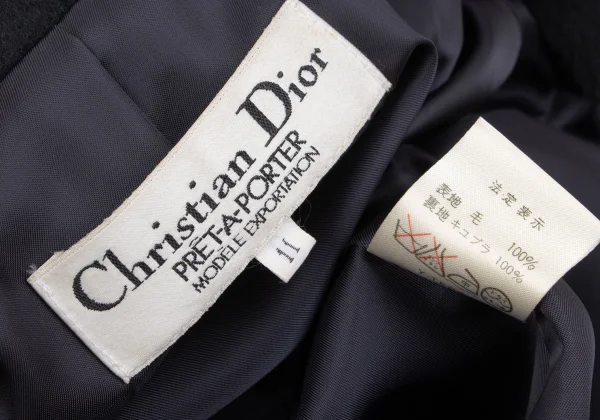 Christian Dior
PRÊT-A-PORTER
MODÈLE EXPORTATION
11
法定表示
表地 毛 100%
裏地 キュプラ 100%